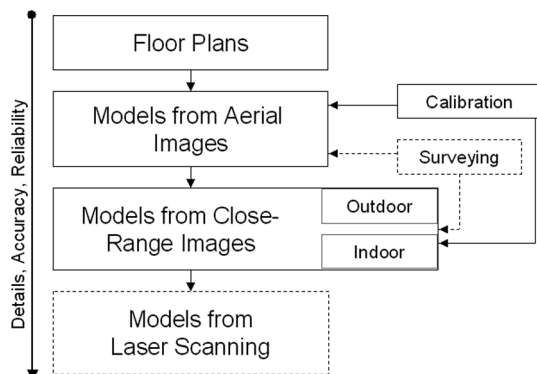 Floor Plans
Models from Aerial
Images
Calibration
Surveying
Models from Close-
Range Images
Outdoor
Indoor
Models from
Laser Scanning
Details, Accuracy, Reliability